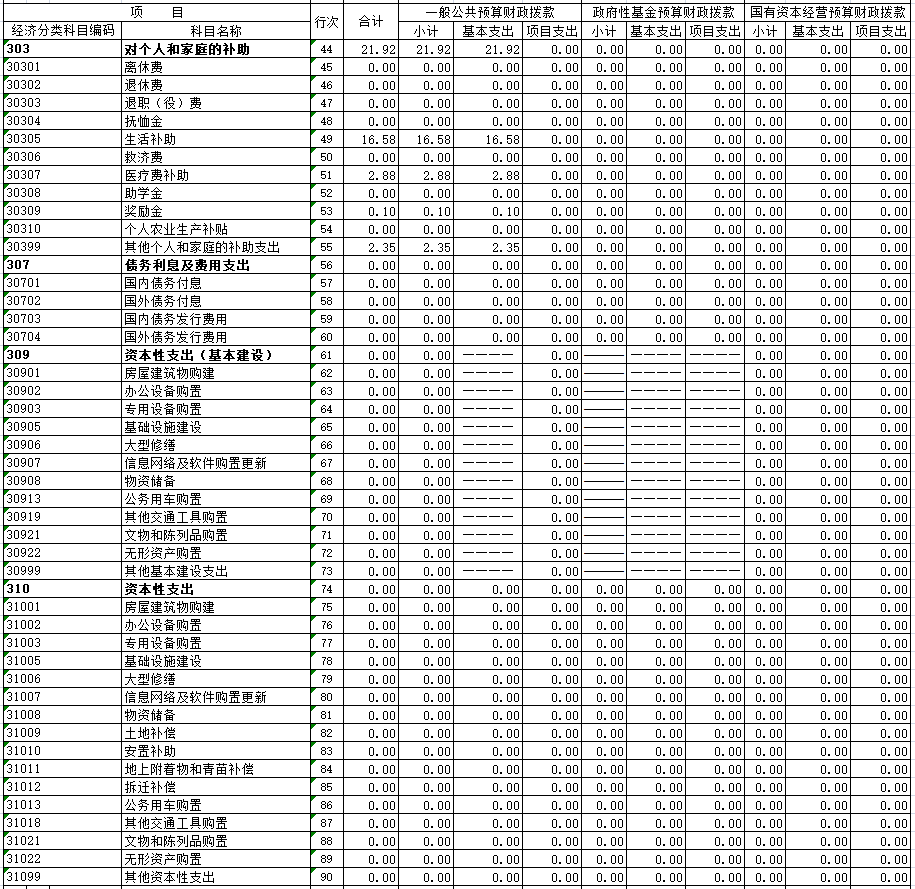 项 目 行次 合计 一般公共预算财政拨款 政府性基金预算财政拨款 国有资本经营预算财政拨款
经济分类科目编码 科目名称 小计 基本支出 项目支出 小计 基本支出 项目支出 小计 基本支出 项目支出
303 对个人和家庭的补助 44 21.92 21.92 21.92 0.00 0.00 0.00 0.00 0.00 0.00 0.00
30301 离休费 45 0.00 0.00 0.00 0.00 0.00 0.00 0.00 0.00 0.00 0.00
30302 退休费 46 0.00 0.00 0.00 0.00 0.00 0.00 0.00 0.00 0.00 0.00
30303 退职（役）费 47 0.00 0.00 0.00 0.00 0.00 0.00 0.00 0.00 0.00 0.00
30304 抚恤金 48 0.00 0.00 0.00 0.00 0.00 0.00 0.00 0.00 0.00 0.00
30305 生活补助 49 16.58 16.58 16.58 0.00 0.00 0.00 0.00 0.00 0.00 0.00
30306 救济费 50 0.00 0.00 0.00 0.00 0.00 0.00 0.00 0.00 0.00 0.00
30307 医疗费补助 51 2.88 2.88 2.88 0.00 0.00 0.00 0.00 0.00 0.00 0.00
30308 助学金 52 0.00 0.00 0.00 0.00 0.00 0.00 0.00 0.00 0.00 0.00
30309 奖励金 53 0.10 0.10 0.10 0.00 0.00 0.00 0.00 0.00 0.00 0.00
30310 个人农业生产补贴 54 0.00 0.00 0.00 0.00 0.00 0.00 0.00 0.00 0.00 0.00
30399 其他个人和家庭的补助支出 55 2.35 2.35 2.35 0.00 0.00 0.00 0.00 0.00 0.00 0.00
307 债务利息及费用支出 56 0.00 0.00 0.00 0.00 0.00 0.00 0.00 0.00 0.00 0.00
30701 国内债务付息 57 0.00 0.00 0.00 0.00 0.00 0.00 0.00 0.00 0.00 0.00
30702 国外债务付息 58 0.00 0.00 0.00 0.00 0.00 0.00 0.00 0.00 0.00 0.00
30703 国内债务发行费用 59 0.00 0.00 0.00 0.00 0.00 0.00 0.00 0.00 0.00 0.00
30704 国外债务发行费用 60 0.00 0.00 0.00 0.00 0.00 0.00 0.00 0.00 0.00 0.00
309 资本性支出（基本建设） 61 0.00 0.00 ———— 0.00 ———— ———— ———— 0.00 0.00 0.00
30901 房屋建筑物购建 62 0.00 0.00 ———— 0.00 ———— ———— ———— 0.00 0.00 0.00
30902 办公设备购置 63 0.00 0.00 ———— 0.00 ———— ———— ———— 0.00 0.00 0.00
30903 专用设备购置 64 0.00 0.00 ———— 0.00 ———— ———— ———— 0.00 0.00 0.00
30905 基础设施建设 65 0.00 0.00 ———— 0.00 ———— ———— ———— 0.00 0.00 0.00
30906 大型修缮 66 0.00 0.00 ———— 0.00 ———— ———— ———— 0.00 0.00 0.00
30907 信息网络及软件购置更新 67 0.00 0.00 ———— 0.00 ———— ———— ———— 0.00 0.00 0.00
30908 物资储备 68 0.00 0.00 ———— 0.00 ———— ———— ———— 0.00 0.00 0.00
30913 公务用车购置 69 0.00 0.00 ———— 0.00 ———— ———— ———— 0.00 0.00 0.00
30919 其他交通工具购置 70 0.00 0.00 ———— 0.00 ———— ———— ———— 0.00 0.00 0.00
30921 文物和陈列品购置 71 0.00 0.00 ———— 0.00 ———— ———— ———— 0.00 0.00 0.00
30922 无形资产购置 72 0.00 0.00 ———— 0.00 ———— ———— ———— 0.00 0.00 0.00
30999 其他基本建设支出 73 0.00 0.00 ———— 0.00 ———— ———— ———— 0.00 0.00 0.00
310 资本性支出 74 0.00 0.00 0.00 0.00 0.00 0.00 0.00 0.00 0.00 0.00
31001 房屋建筑物购建 75 0.00 0.00 0.00 0.00 0.00 0.00 0.00 0.00 0.00 0.00
31002 办公设备购置 76 0.00 0.00 0.00 0.00 0.00 0.00 0.00 0.00 0.00 0.00
31003 专用设备购置 77 0.00 0.00 0.00 0.00 0.00 0.00 0.00 0.00 0.00 0.00
31005 基础设施建设 78 0.00 0.00 0.00 0.00 0.00 0.00 0.00 0.00 0.00 0.00
31006 大型修缮 79 0.00 0.00 0.00 0.00 0.00 0.00 0.00 0.00 0.00 0.00
31007 信息网络及软件购置更新 80 0.00 0.00 0.00 0.00 0.00 0.00 0.00 0.00 0.00 0.00
31008 物资储备 81 0.00 0.00 0.00 0.00 0.00 0.00 0.00 0.00 0.00 0.00
31009 土地补偿 82 0.00 0.00 0.00 0.00 0.00 0.00 0.00 0.00 0.00 0.00
31010 安置补助 83 0.00 0.00 0.00 0.00 0.00 0.00 0.00 0.00 0.00 0.00
31011 地上附着物和青苗补偿 84 0.00 0.00 0.00 0.00 0.00 0.00 0.00 0.00 0.00 0.00
31012 拆迁补偿 85 0.00 0.00 0.00 0.00 0.00 0.00 0.00 0.00 0.00 0.00
31013 公务用车购置 86 0.00 0.00 0.00 0.00 0.00 0.00 0.00 0.00 0.00 0.00
31018 其他交通工具购置 87 0.00 0.00 0.00 0.00 0.00 0.00 0.00 0.00 0.00 0.00
31021 文物和陈列品购置 88 0.00 0.00 0.00 0.00 0.00 0.00 0.00 0.00 0.00 0.00
31022 无形资产购置 89 0.00 0.00 0.00 0.00 0.00 0.00 0.00 0.00 0.00 0.00
31099 其他资本性支出 90 0.00 0.00 0.00 0.00 0.00 0.00 0.00 0.00 0.00 0.00